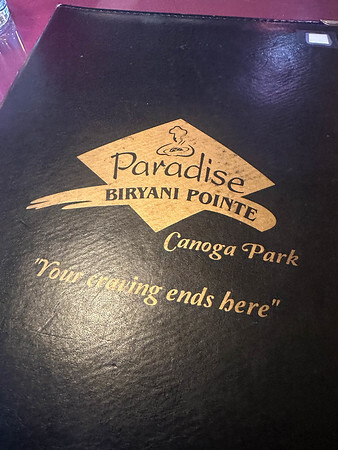 Paradise
BIRYANI POINTE
Canoga Park
"Your craving ends here"